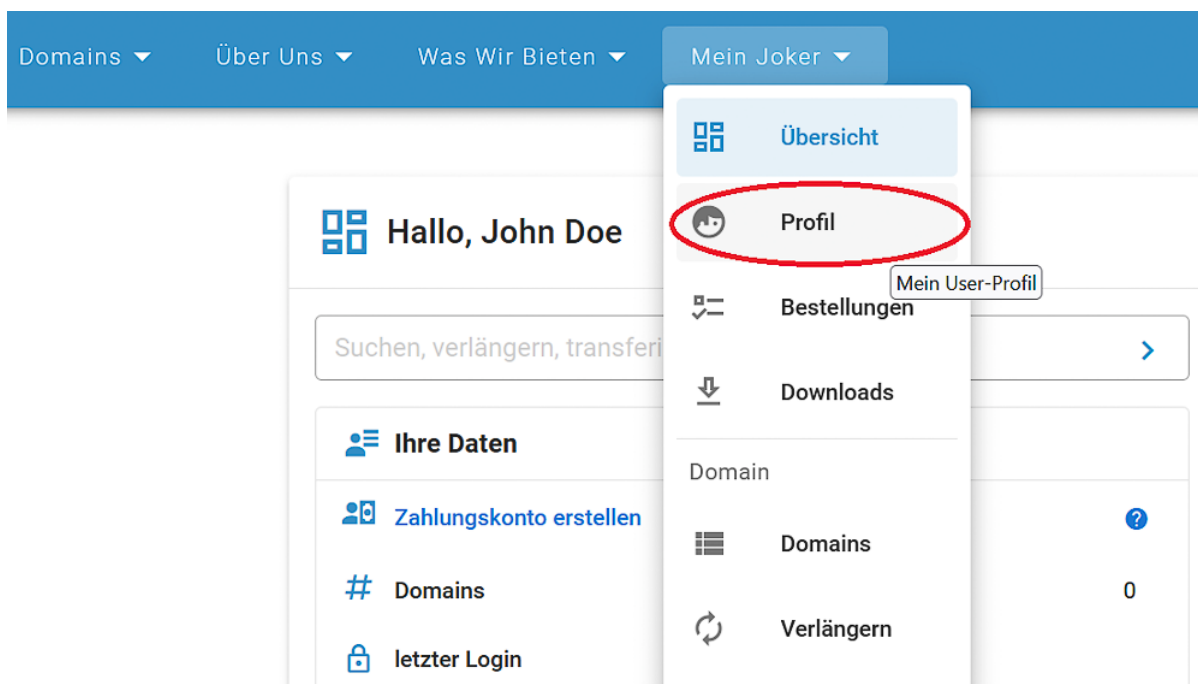 Domains
Über Uns
Was Wir Bieten
Mein Joker
Übersicht
Profil
Mein User-Profil
Bestellungen
Downloads
Domain
Domains
Verlängern
Hallo, John Doe
Suchen, verlängern,
Ihre Daten
Zahlungskonto erstellen
Domains 0
letzter Login